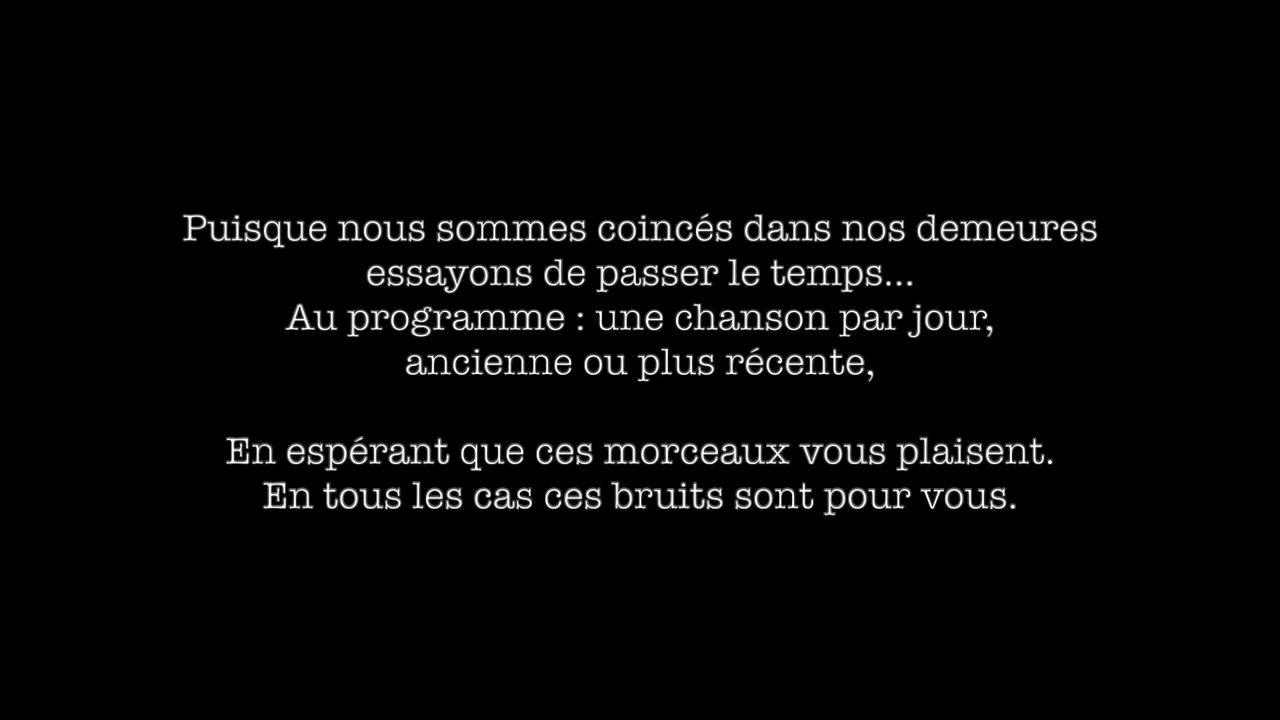 Puisque nous sommes coincés dans nos demeures
essayons de passer le temps...
Au programme : une chanson par jour,
ancienne ou plus récente,
En espérant que ces morceaux vous plaisent.
En tous les cas ces bruits sont pour vous.